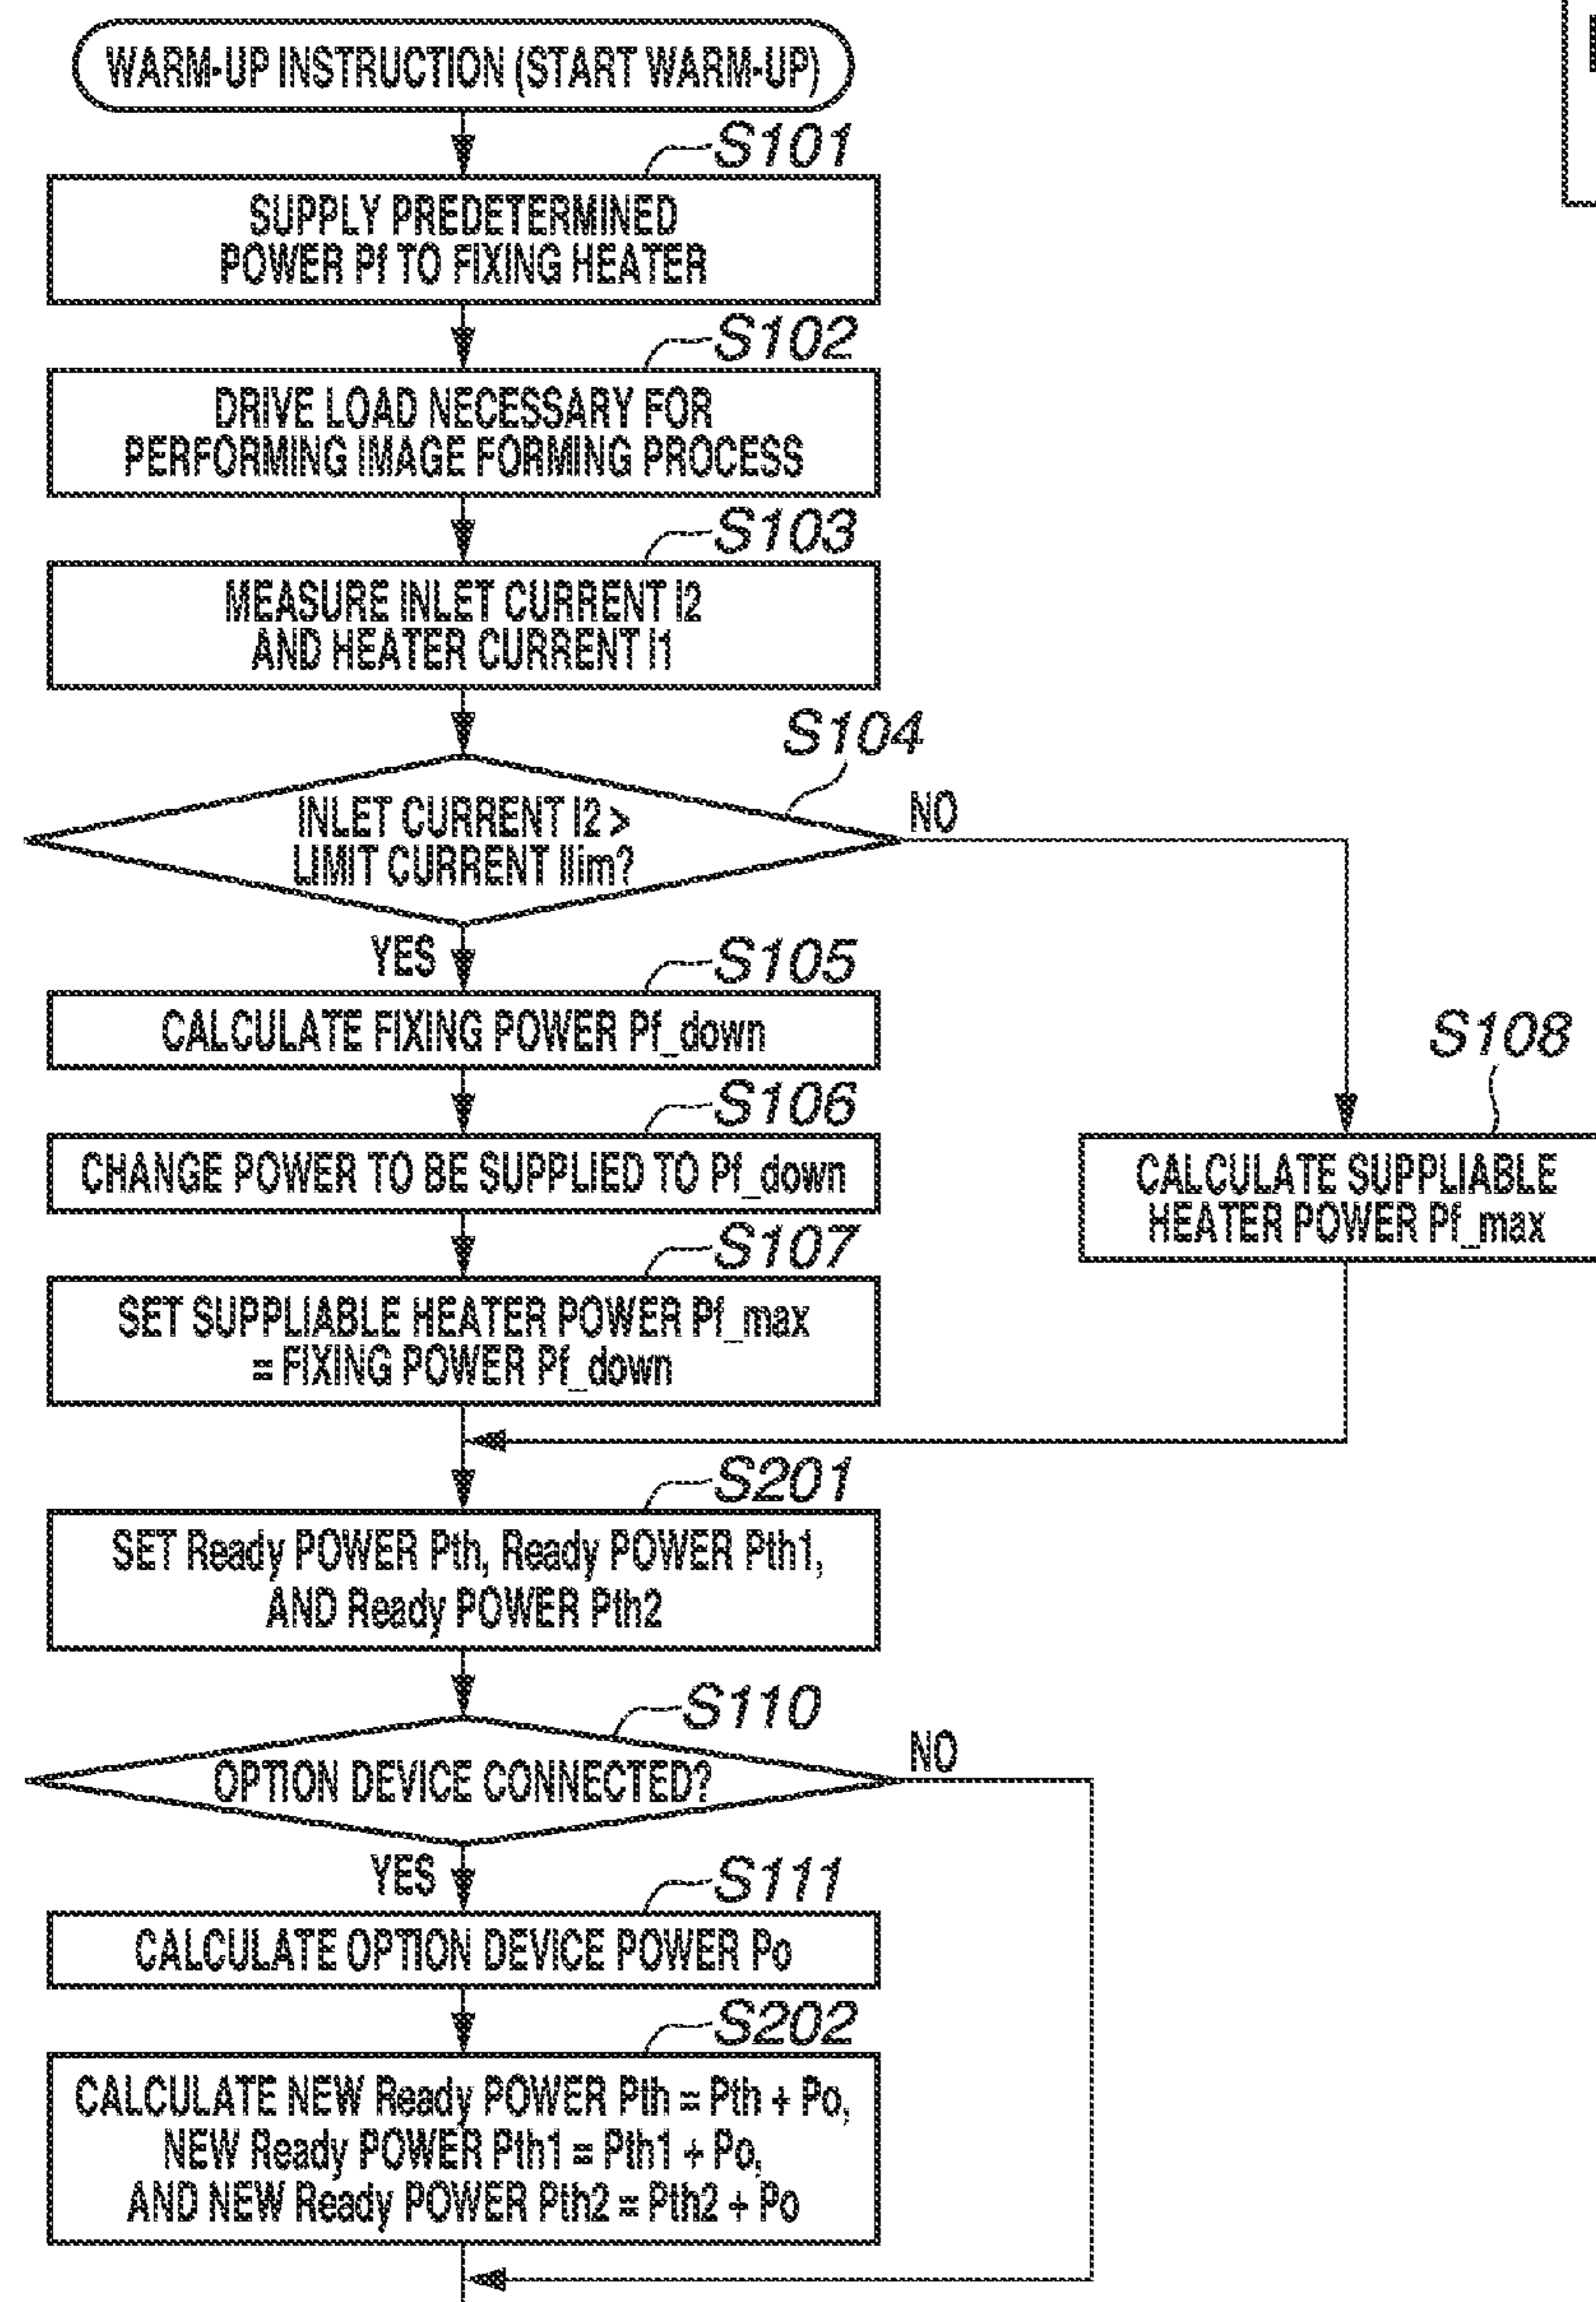 WARM-UP INSTRUCTION (START WARM-UP)
S101
SUPPLY PREDETERMINED
POWER Pf TO FIXING HEATER
S102
DRIVE LOAD NECESSARY FOR
PERFORMING IMAGE FORMING PROCESS
S103
MEASURE INLET CURRENT I2
AND HEATER CURRENT I1
S104
INLET CURRENT I2 >
LIMIT CURRENT Ilim?
NO
YES
S105
CALCULATE FIXING POWER Pf_down
S106
CHANGE POWER TO BE SUPPLIED TO Pf_down
S108
CALCULATE SUPPLIABLE
HEATER POWER Pf_max
S107
SET SUPPLIABLE HEATER POWER Pf_max
= FIXING POWER Pf_down
S201
SET Ready POWER Pth, Ready POWER Pth1,
AND Ready POWER Pth2
S110
OPTION DEVICE CONNECTED?
NO
YES
S111
CALCULATE OPTION DEVICE POWER Po
S202
CALCULATE NEW Ready POWER Pth = Pth + Po,
NEW Ready POWER Pth1 = Pth1 + Po,
AND NEW Ready POWER Pth2 = Pth2 + Po